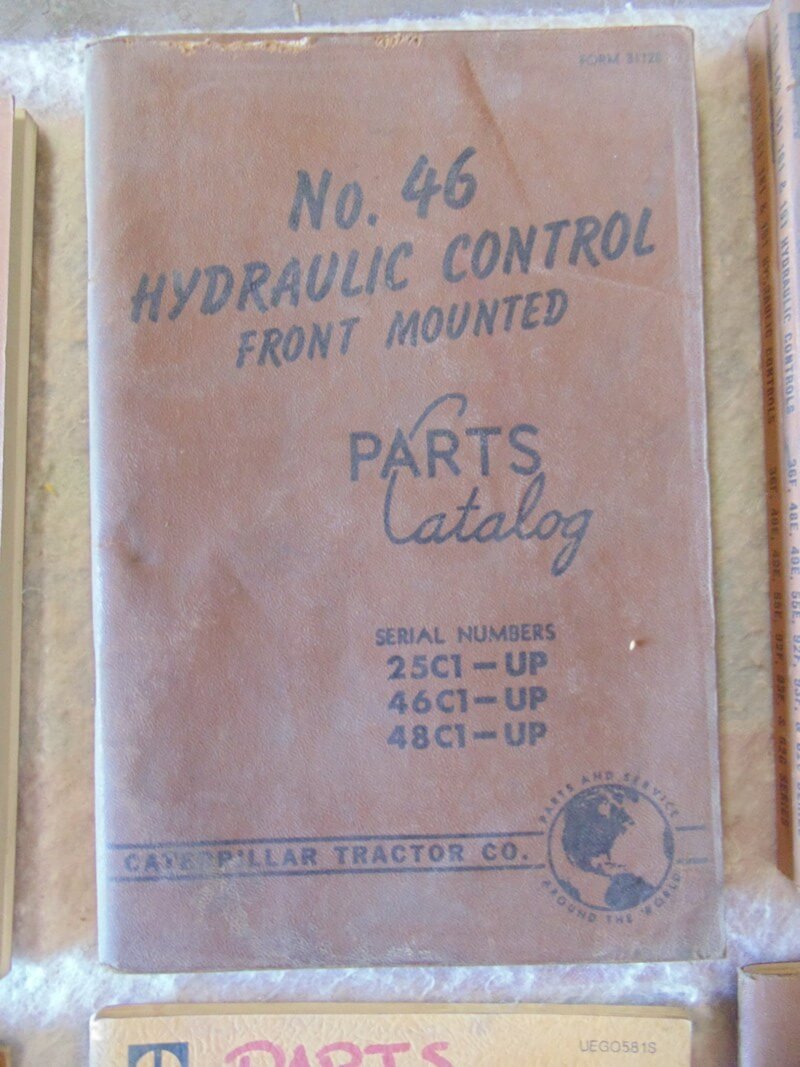 FORM
No. 46
HYDRAULIC CONTROL
FRONT MOUNTED
PARTS
Catalog
SERIAL NUMBERS
25C1 – UP
46C1 – UP
48C1 – UP
PARTS AND SERVICE
CATERPILLAR TRACTOR CO.
AROUND THE WORLD
PARTS
UEG0581S
HYDRAULIC CONTROLS